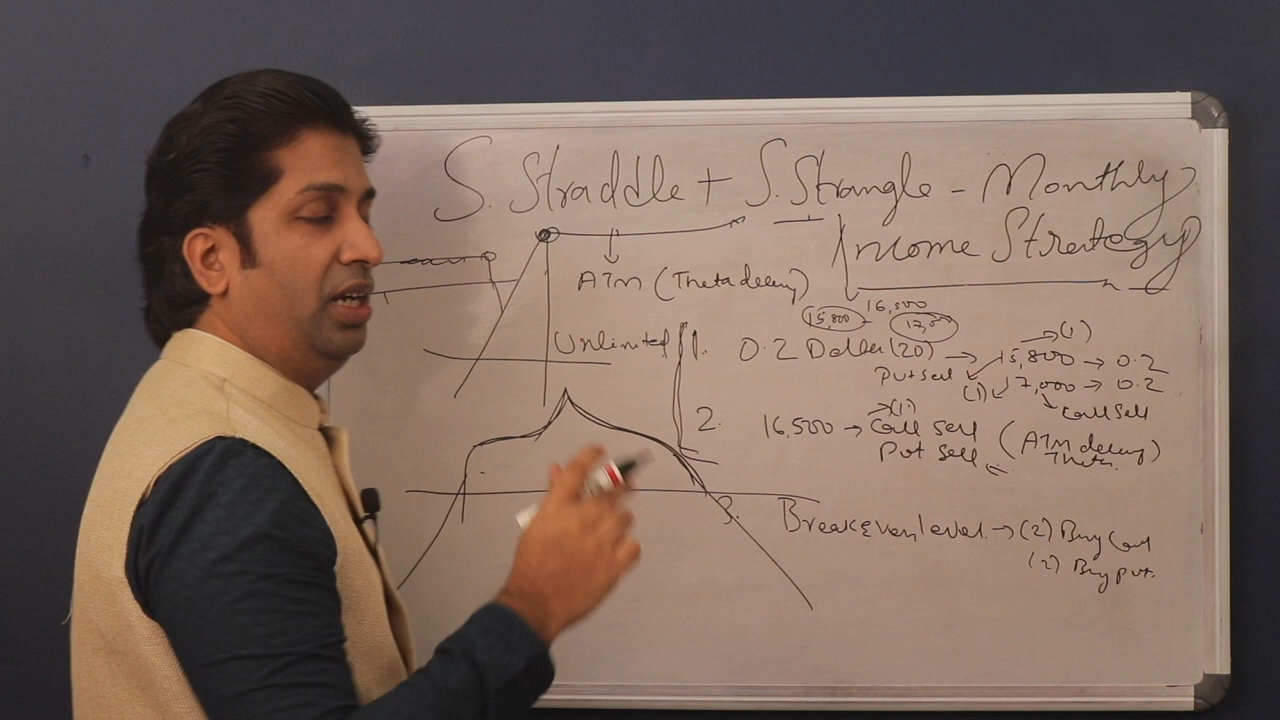 S. Straddle + S. Strangle - Monthly
Income Strategy
ATM (Theta decay)
16,500
15,800 - 17,000
Unlimited
1. 0.2 Doller (20) → 15,800 → 0.2
Put sell (1) 17,000 → 0.2
(1)
Call sell
2. 16,500 → Call sell (ATM decay)
(1)
Put sell Theta
3. Breakeven level → (2) Buy Call
(2) Buy put.